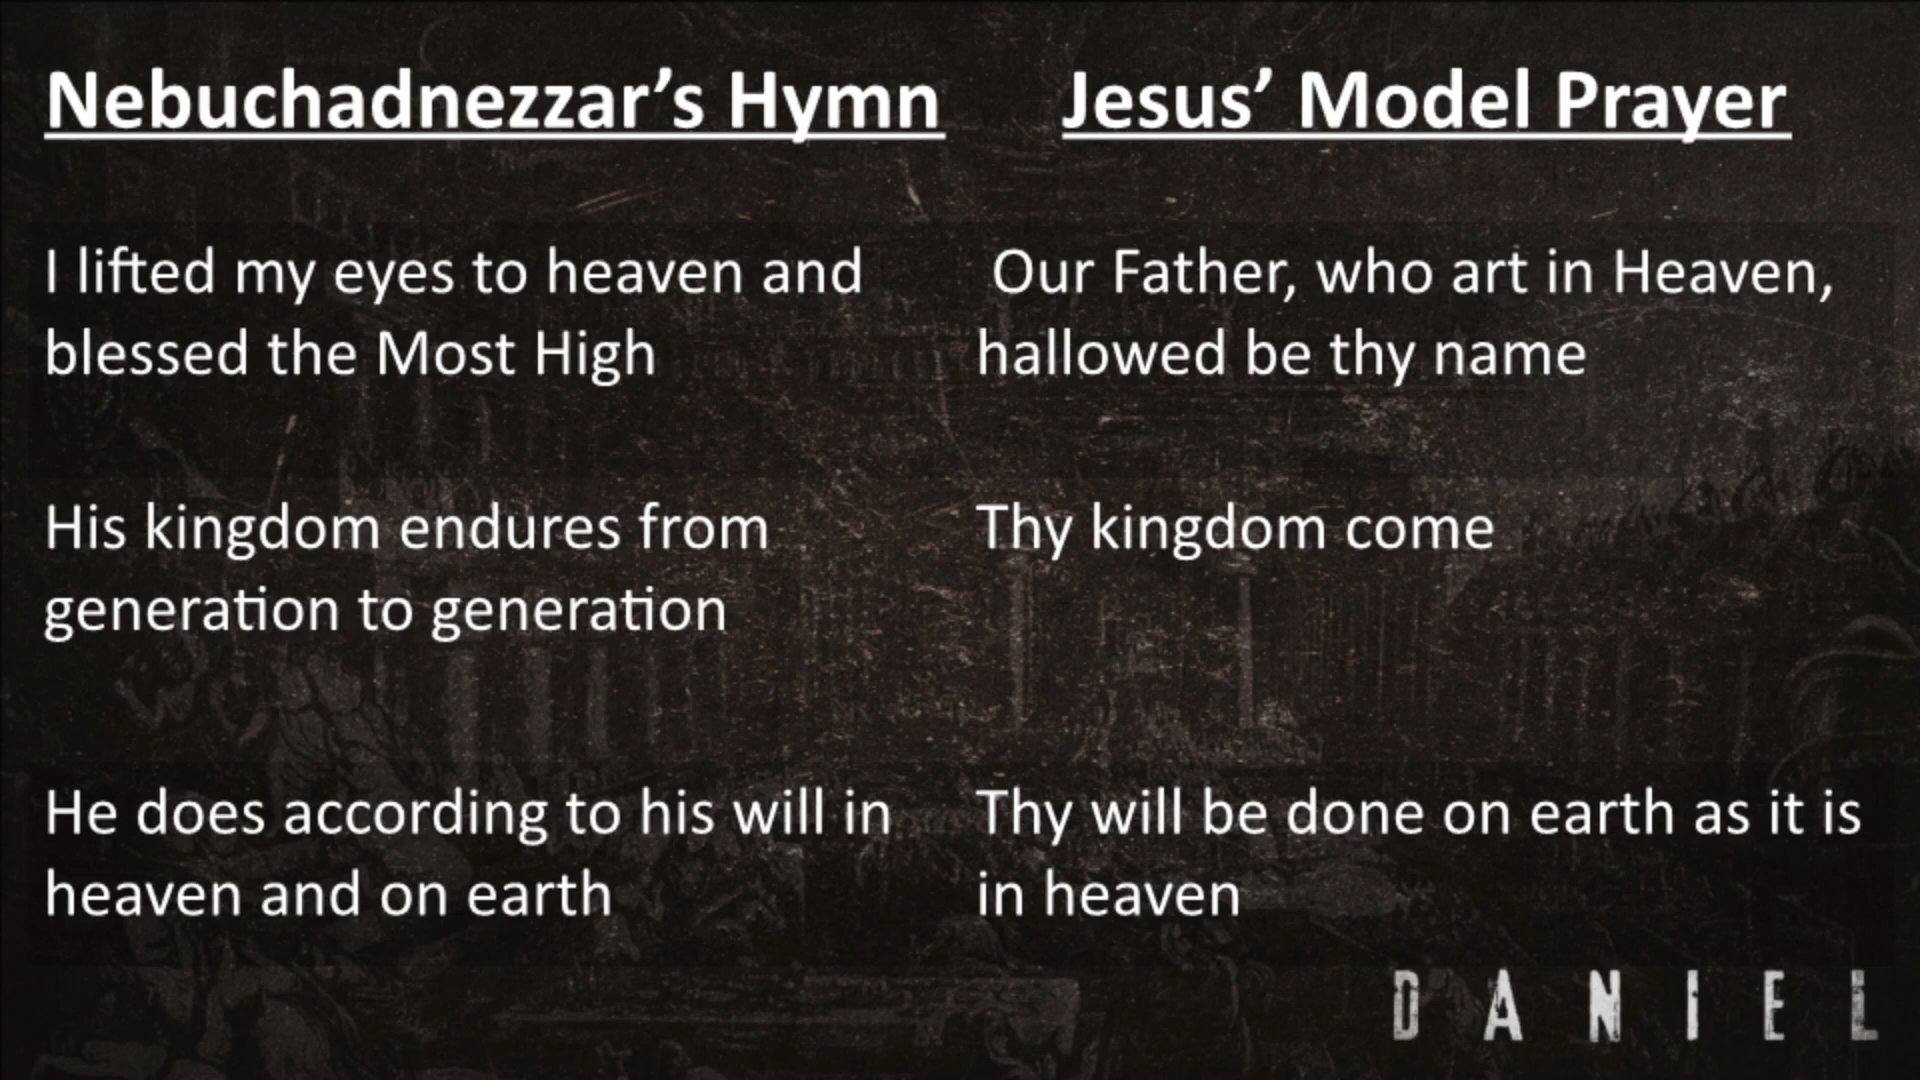 Nebuchadnezzar’s Hymn
Jesus’ Model Prayer
I lifted my eyes to heaven and
blessed the Most High
Our Father, who art in Heaven,
hallowed be thy name
His kingdom endures from
generation to generation
Thy kingdom come
He does according to his will in
heaven and on earth
Thy will be done on earth as it is
in heaven
DANIEL